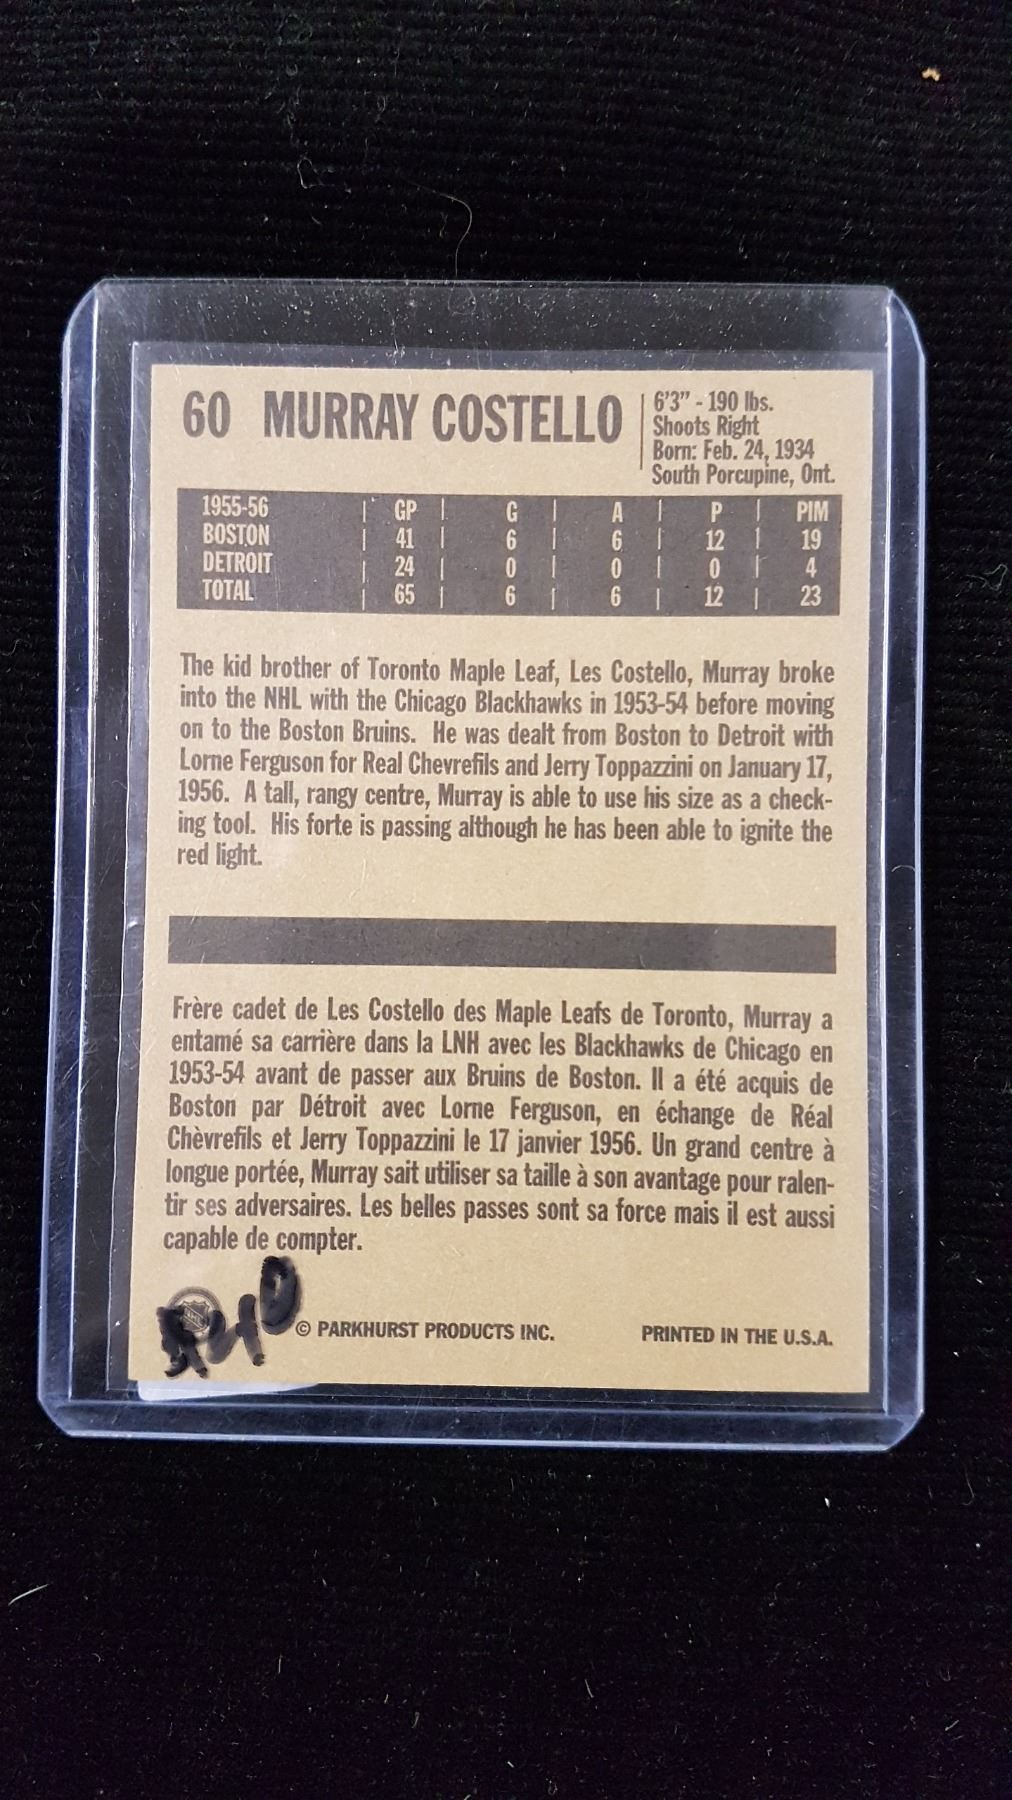 60 MURRAY COSTELLO
6'3" - 190 lbs.
Shoots Right
Born: Feb. 24, 1934
South Porcupine, Ont.
1955-56 GP G A P PIM
BOSTON 41 6 6 12 19
DETROIT 24 0 0 0 4
TOTAL 65 6 6 12 23
The kid brother of Toronto Maple Leaf, Les Costello, Murray broke
into the NHL with the Chicago Blackhawks in 1953-54 before moving
on to the Boston Bruins. He was dealt from Boston to Detroit with
Lorne Ferguson for Real Chevrefils and Jerry Toppazzini on January 17,
1956. A tall, rangy centre, Murray is able to use his size as a check-
ing tool. His forte is passing although he has been able to ignite the
red light.
Frère cadet de Les Costello des Maple Leafs de Toronto, Murray a
entamé sa carrière dans la LNH avec les Blackhawks de Chicago en
1953-54 avant de passer aux Bruins de Boston. Il a été acquis de
Boston par Détroit avec Lorne Ferguson, en échange de Réal
Chèvrefils et Jerry Toppazzini le 17 janvier 1956. Un grand centre à
longue portée, Murray sait utiliser sa taille à son avantage pour ralen-
tir ses adversaires. Les belles passes sont sa force mais il est aussi
capable de compter.
$40
© PARKHURST PRODUCTS INC. PRINTED IN THE U.S.A.